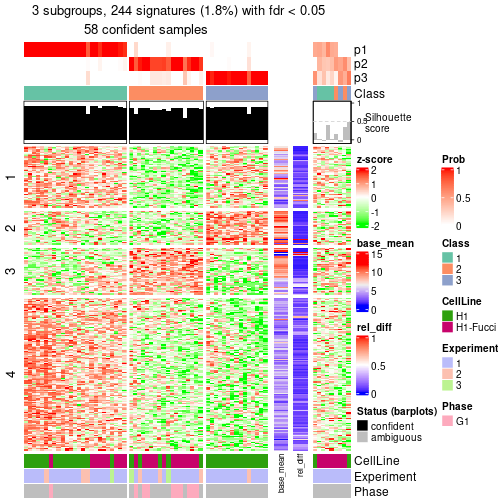 3 subgroups, 244 signatures (1.8%) with fdr < 0.05
58 confident samples
p1
p2
p3
Class
1
0.5
0
Silhouette
score
1
2
3
4
z-score
2
1
0
-1
-2
base_mean
15
10
5
0
rel_diff
1
0.5
0
Status (barplots)
confident
ambiguous
Prob
1
0.5
0
Class
1
2
3
CellLine
H1
H1-Fucci
Experiment
1
2
3
Phase
G1
base_mean
rel_diff
CellLine
Experiment
Phase